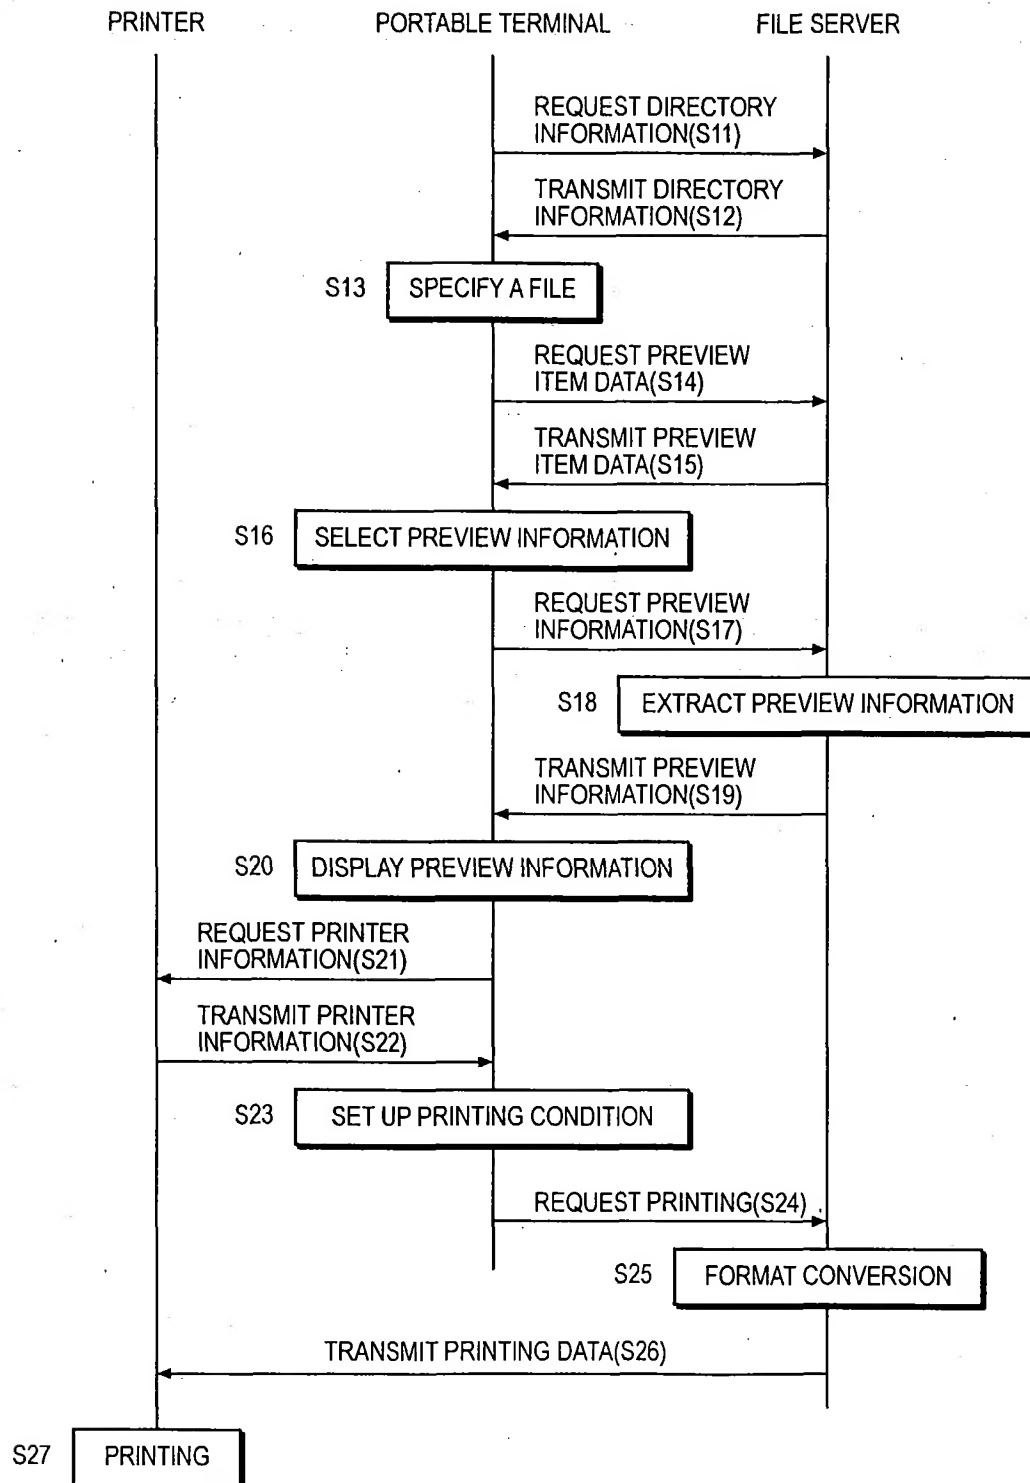 PRINTER PORTABLE TERMINAL FILE SERVER
REQUEST DIRECTORY
INFORMATION(S11)
TRANSMIT DIRECTORY
INFORMATION(S12)
S13 SPECIFY A FILE
REQUEST PREVIEW
ITEM DATA(S14)
TRANSMIT PREVIEW
ITEM DATA(S15)
S16 SELECT PREVIEW INFORMATION
REQUEST PREVIEW
INFORMATION(S17)
S18 EXTRACT PREVIEW INFORMATION
TRANSMIT PREVIEW
INFORMATION(S19)
S20 DISPLAY PREVIEW INFORMATION
REQUEST PRINTER
INFORMATION(S21)
TRANSMIT PRINTER
INFORMATION(S22)
S23 SET UP PRINTING CONDITION
REQUEST PRINTING(S24)
S25 FORMAT CONVERSION
TRANSMIT PRINTING DATA(S26)
S27 PRINTING